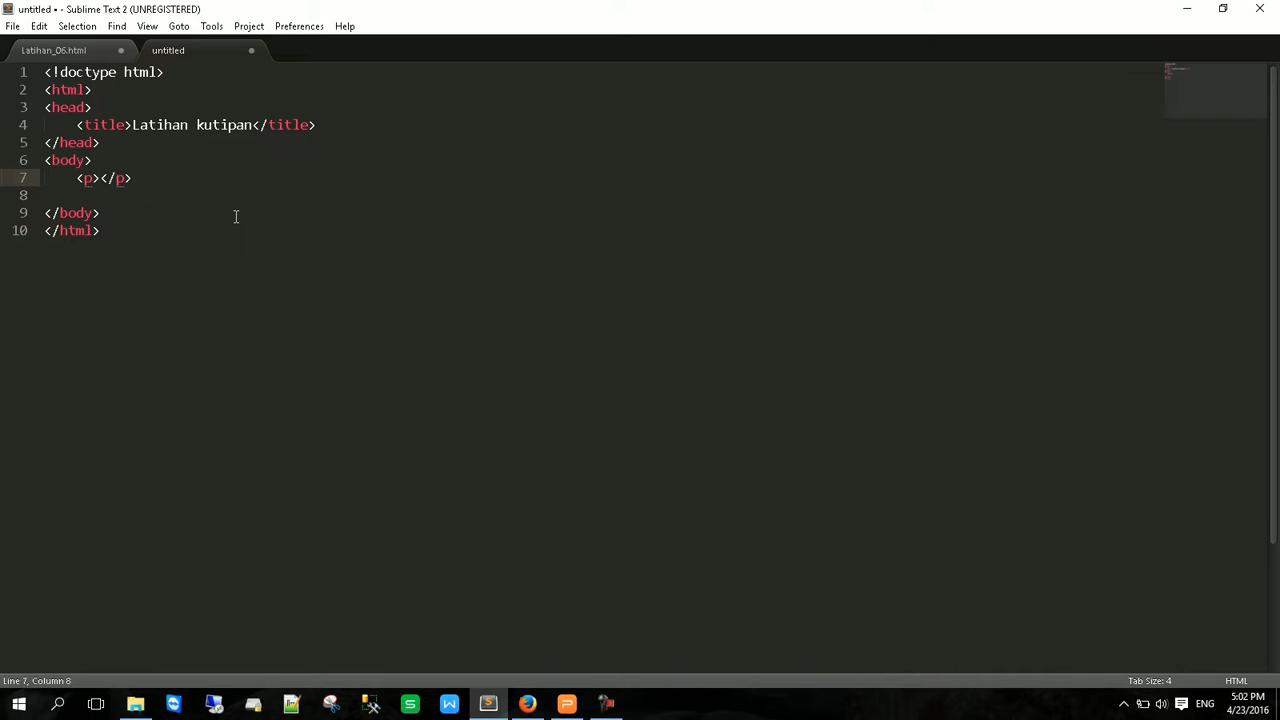 untitled • - Sublime Text 2 (UNREGISTERED)
File Edit Selection Find View Goto Tools Project Preferences Help
Latihan_06.html untitled
1 <!doctype html>
2 <html>
3 <head>
4 <title>Latihan kutipan</title>
5 </head>
6 <body>
7 <p></p>
8
9 </body>
10 </html>
Line 7, Column 8 Tab Size: 4 HTML
ENG 5:02 PM
4/23/2016